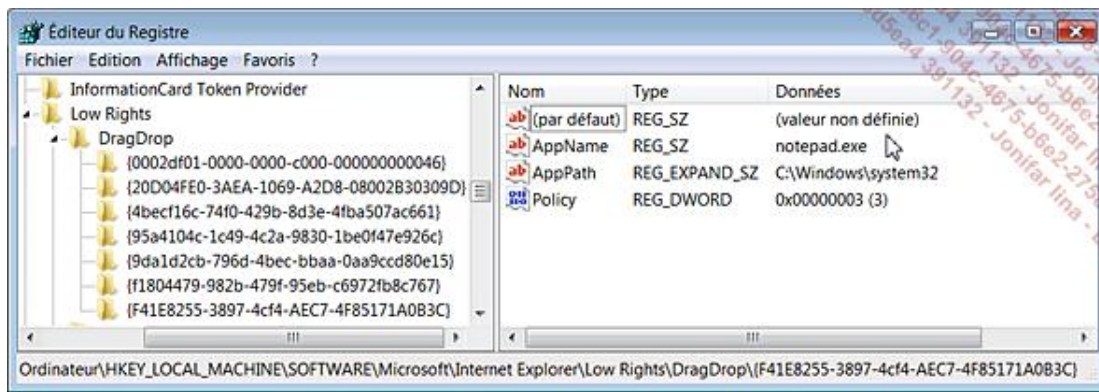 Éditeur du Registre
Fichier Edition Affichage Favoris ?
InformationCard Token Provider
Low Rights
DragDrop
{0002df01-0000-0000-c000-000000000046}
{20D04FE0-3AEA-1069-A2D8-08002B30309D}
{4becf16c-74f0-429b-8d3e-4fba507ac661}
{95a4104c-1c49-4c2a-9830-1be0f47e926c}
{9da1d2cb-796d-4bec-bbaa-0aa9ccd80e15}
{f1804479-982b-479f-95eb-c6972fb8c767}
{F41E8255-3897-4cf4-AEC7-4F85171A0B3C}
Nom Type Données
(par défaut) REG_SZ (valeur non définie)
AppName REG_SZ notepad.exe
AppPath REG_EXPAND_SZ C:\Windows\system32
Policy REG_DWORD 0x00000003 (3)
Ordinateur\HKEY_LOCAL_MACHINE\SOFTWARE\Microsoft\Internet Explorer\Low Rights\DragDrop\{F41E8255-3897-4cf4-AEC7-4F85171A0B3C}